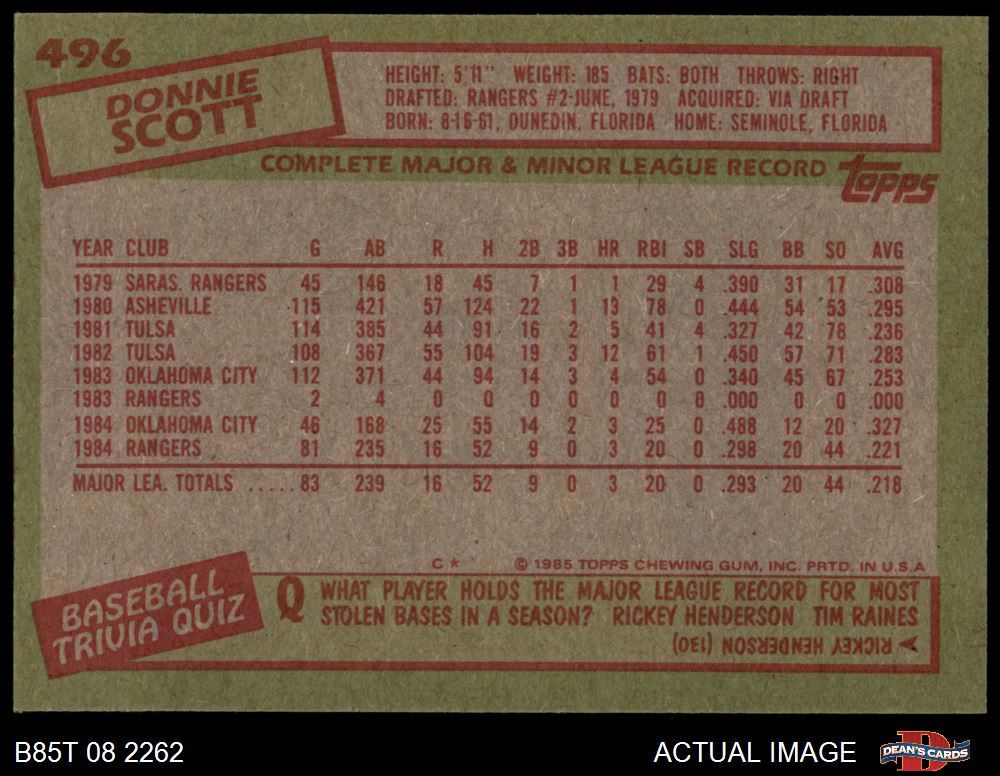 496
DONNIE
SCOTT
HEIGHT: 5'11" WEIGHT: 185 BATS: BOTH THROWS: RIGHT
DRAFTED: RANGERS #2-JUNE, 1979 ACQUIRED: VIA DRAFT
BORN: 8-16-61, DUNEDIN, FLORIDA HOME: SEMINOLE, FLORIDA
COMPLETE MAJOR & MINOR LEAGUE RECORD
topps
YEAR CLUB G AB R H 2B 3B HR RBI SB SLG BB SO AVG
1979 SARAS. RANGERS 45 146 18 45 7 1 1 29 4 .390 31 17 .308
1980 ASHEVILLE 115 421 57 124 22 1 13 78 0 .444 54 53 .295
1981 TULSA 114 385 44 91 16 2 5 41 4 .327 42 78 .236
1982 TULSA 108 367 55 104 19 3 12 61 1 .450 57 71 .283
1983 OKLAHOMA CITY 112 371 44 94 14 3 4 54 0 .340 45 67 .253
1983 RANGERS 2 4 0 0 0 0 0 0 0 .000 0 0 .000
1984 OKLAHOMA CITY 46 168 25 55 14 2 3 25 0 .488 12 20 .327
1984 RANGERS 81 235 16 52 9 0 3 20 0 .298 20 44 .221
MAJOR LEA. TOTALS ..... 83 239 16 52 9 0 3 20 0 .293 20 44 .218
C* © 1985 TOPPS CHEWING GUM, INC. PRTD. IN U.S.A
BASEBALL
TRIVIA QUIZ
Q WHAT PLAYER HOLDS THE MAJOR LEAGUE RECORD FOR MOST
STOLEN BASES IN A SEASON? RICKEY HENDERSON TIM RAINES
RICKEY HENDERSON (130)
B85T 08 2262
ACTUAL IMAGE
D
DEAN'S CARDS